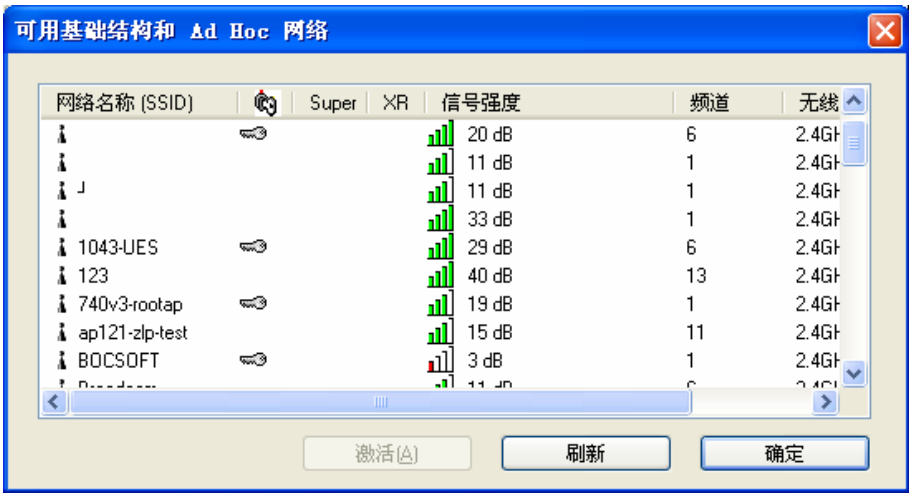 可用基础结构和 Ad Hoc 网络
网络名称 (SSID) Super XR 信号强度 频道 无线
20 dB 6 2.4GH
11 dB 1 2.4GH
J 11 dB 1 2.4GH
33 dB 1 2.4GH
1043-UES 29 dB 6 2.4GH
123 40 dB 13 2.4GH
740v3-rootap 19 dB 1 2.4GH
ap121-zlp-test 15 dB 11 2.4GH
BOCSOFT 3 dB 1 2.4GH
激活(A) 刷新 确定